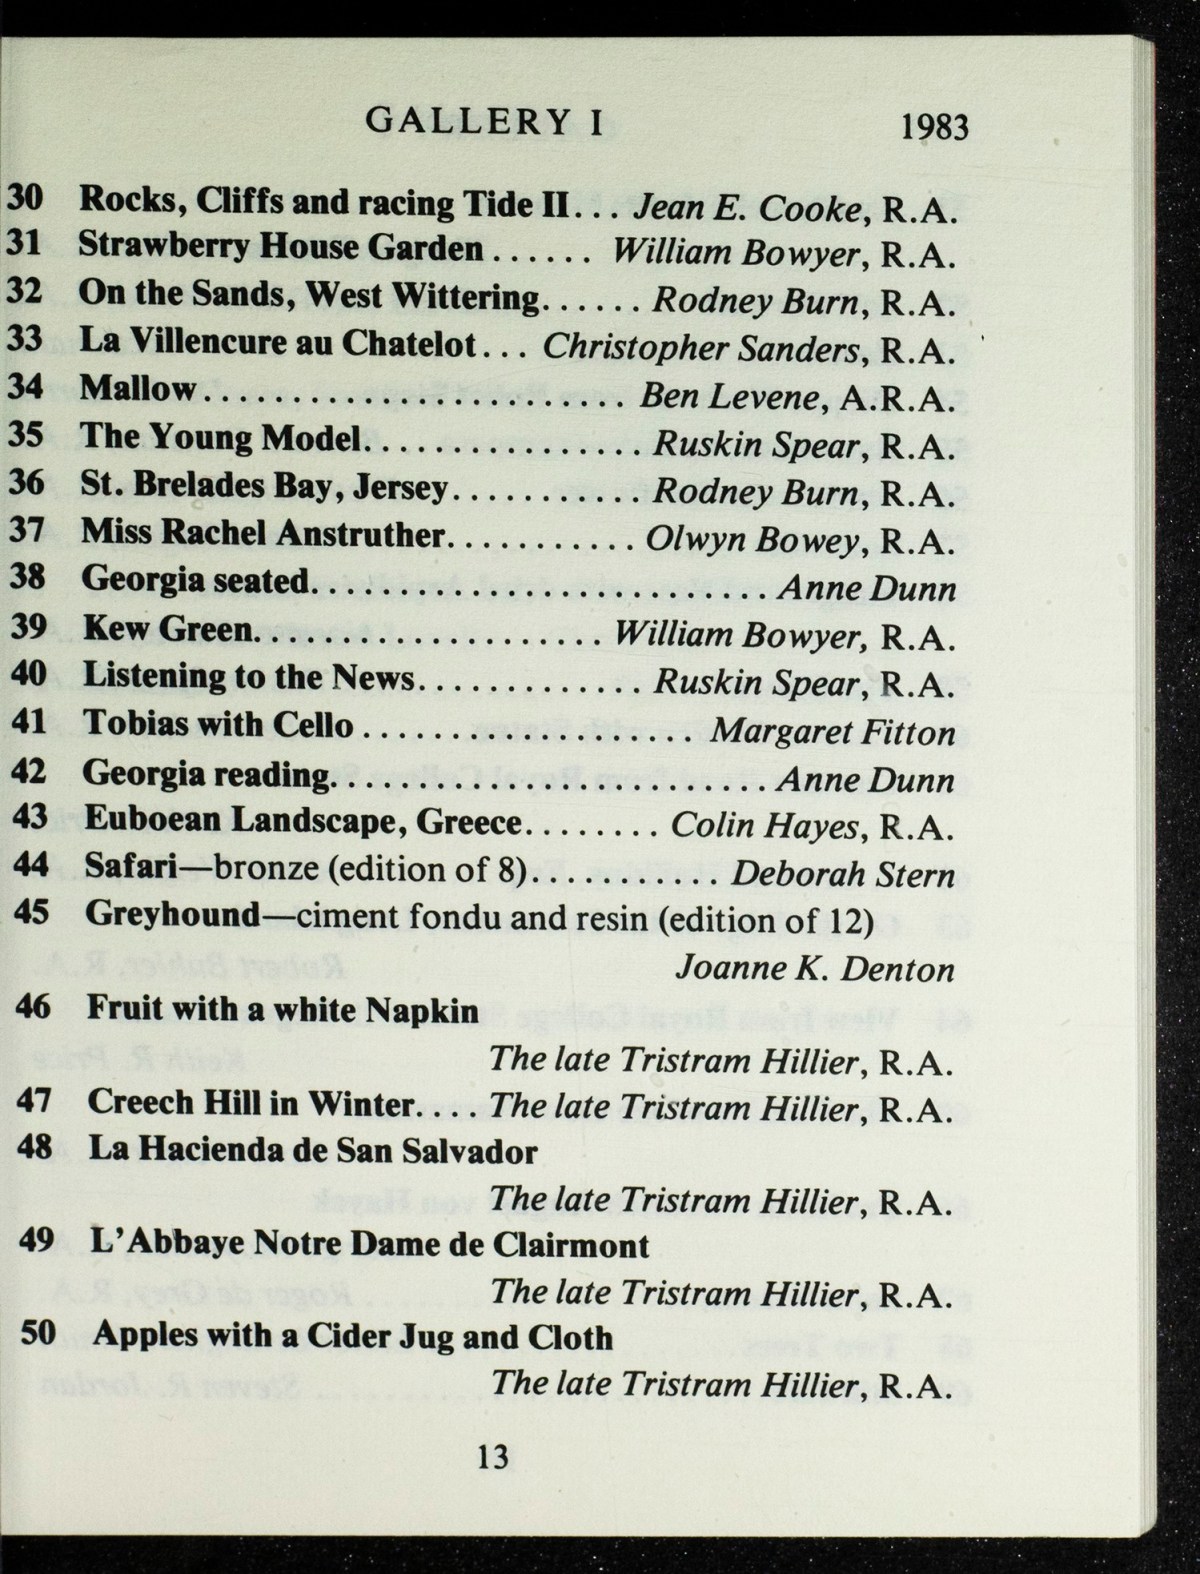 GALLERY I 1983
30 Rocks, Cliffs and racing Tide II... Jean E. Cooke, R.A.
31 Strawberry House Garden ...... William Bowyer, R.A.
32 On the Sands, West Wittering...... Rodney Burn, R.A.
33 La Villencure au Chatelot... Christopher Sanders, R.A.
34 Mallow......................... Ben Levene, A.R.A.
35 The Young Model................ Ruskin Spear, R.A.
36 St. Brelades Bay, Jersey........... Rodney Burn, R.A.
37 Miss Rachel Anstruther........... Olwyn Bowey, R.A.
38 Georgia seated........................... Anne Dunn
39 Kew Green..................... William Bowyer, R.A.
40 Listening to the News............. Ruskin Spear, R.A.
41 Tobias with Cello .................... Margaret Fitton
42 Georgia reading.......................... Anne Dunn
43 Euboean Landscape, Greece........ Colin Hayes, R.A.
44 Safari—bronze (edition of 8)........... Deborah Stern
45 Greyhound—ciment fondu and resin (edition of 12)
Joanne K. Denton
46 Fruit with a white Napkin
The late Tristram Hillier, R.A.
47 Creech Hill in Winter.... The late Tristram Hillier, R.A.
48 La Hacienda de San Salvador
The late Tristram Hillier, R.A.
49 L'Abbaye Notre Dame de Clairmont
The late Tristram Hillier, R.A.
50 Apples with a Cider Jug and Cloth
The late Tristram Hillier, R.A.
13